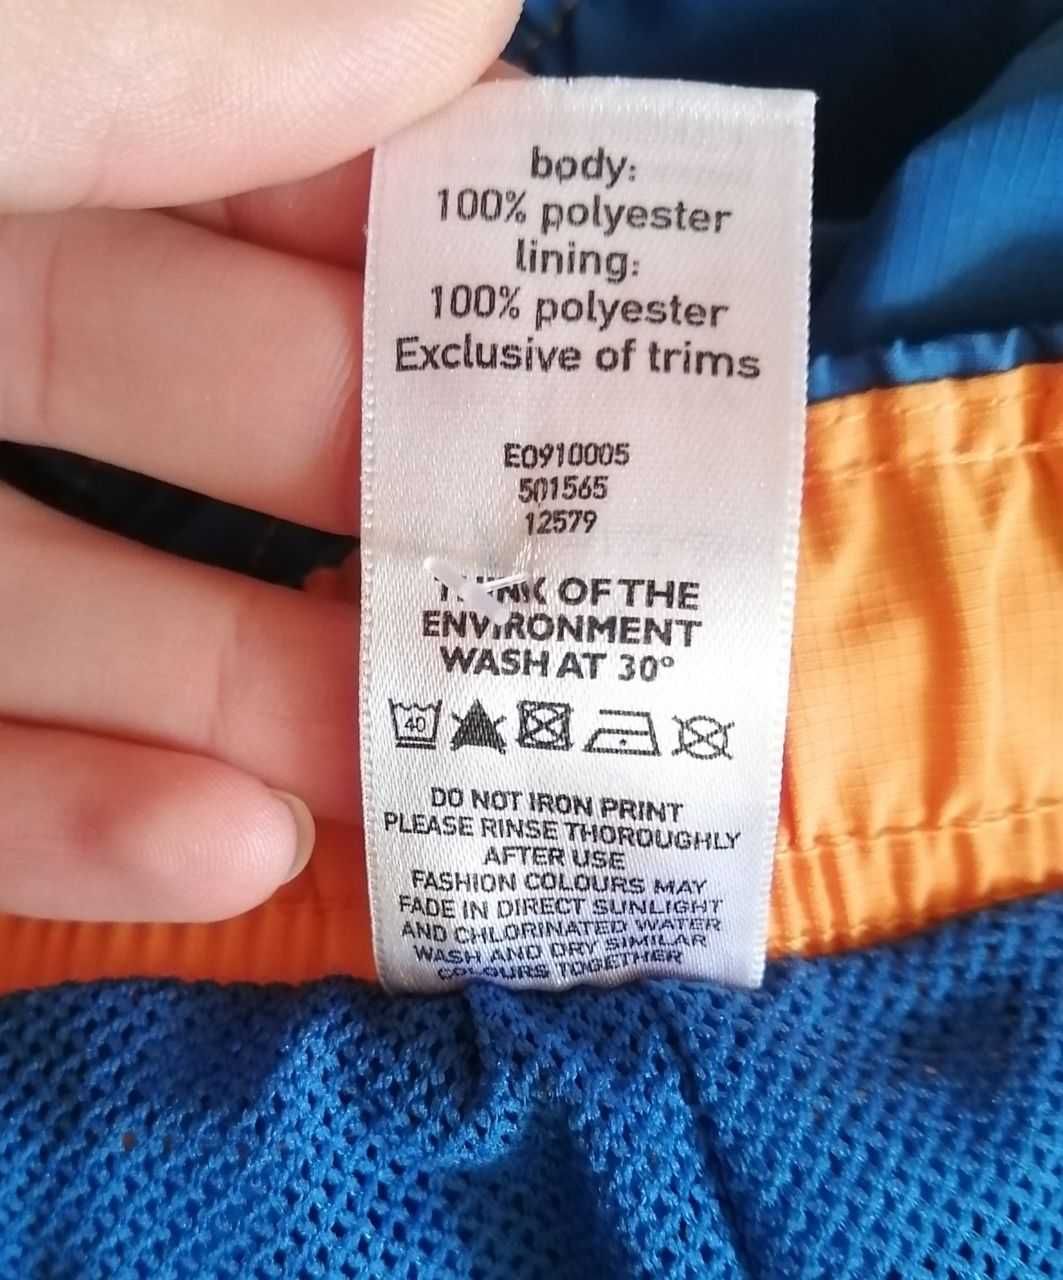 body:
100% polyester
lining:
100% polyester
Exclusive of trims
E0910005
501565
12579
THINK OF THE
ENVIRONMENT
WASH AT 30°
40
DO NOT IRON PRINT
PLEASE RINSE THOROUGHLY
AFTER USE
FASHION COLOURS MAY
FADE IN DIRECT SUNLIGHT
AND CHLORINATED WATER
WASH AND DRY SIMILAR
COLOURS TOGETHER